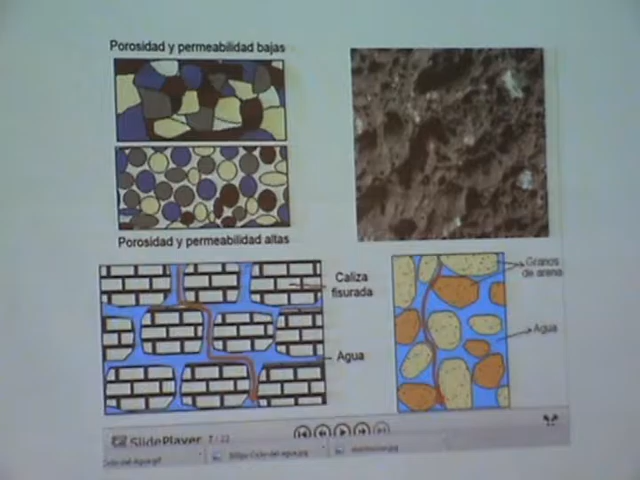 Porosidad y permeabilidad bajas
Porosidad y permeabilidad altas
Caliza
fisurada
Agua
Granos
de arena
Agua
SlidePlayer